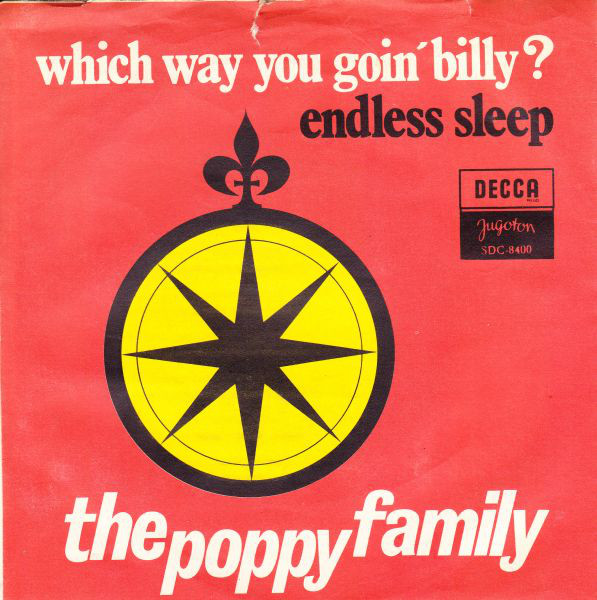 which way you goin´billy?
endless sleep
DECCA
Jugoton
SDC-8400
the poppy family